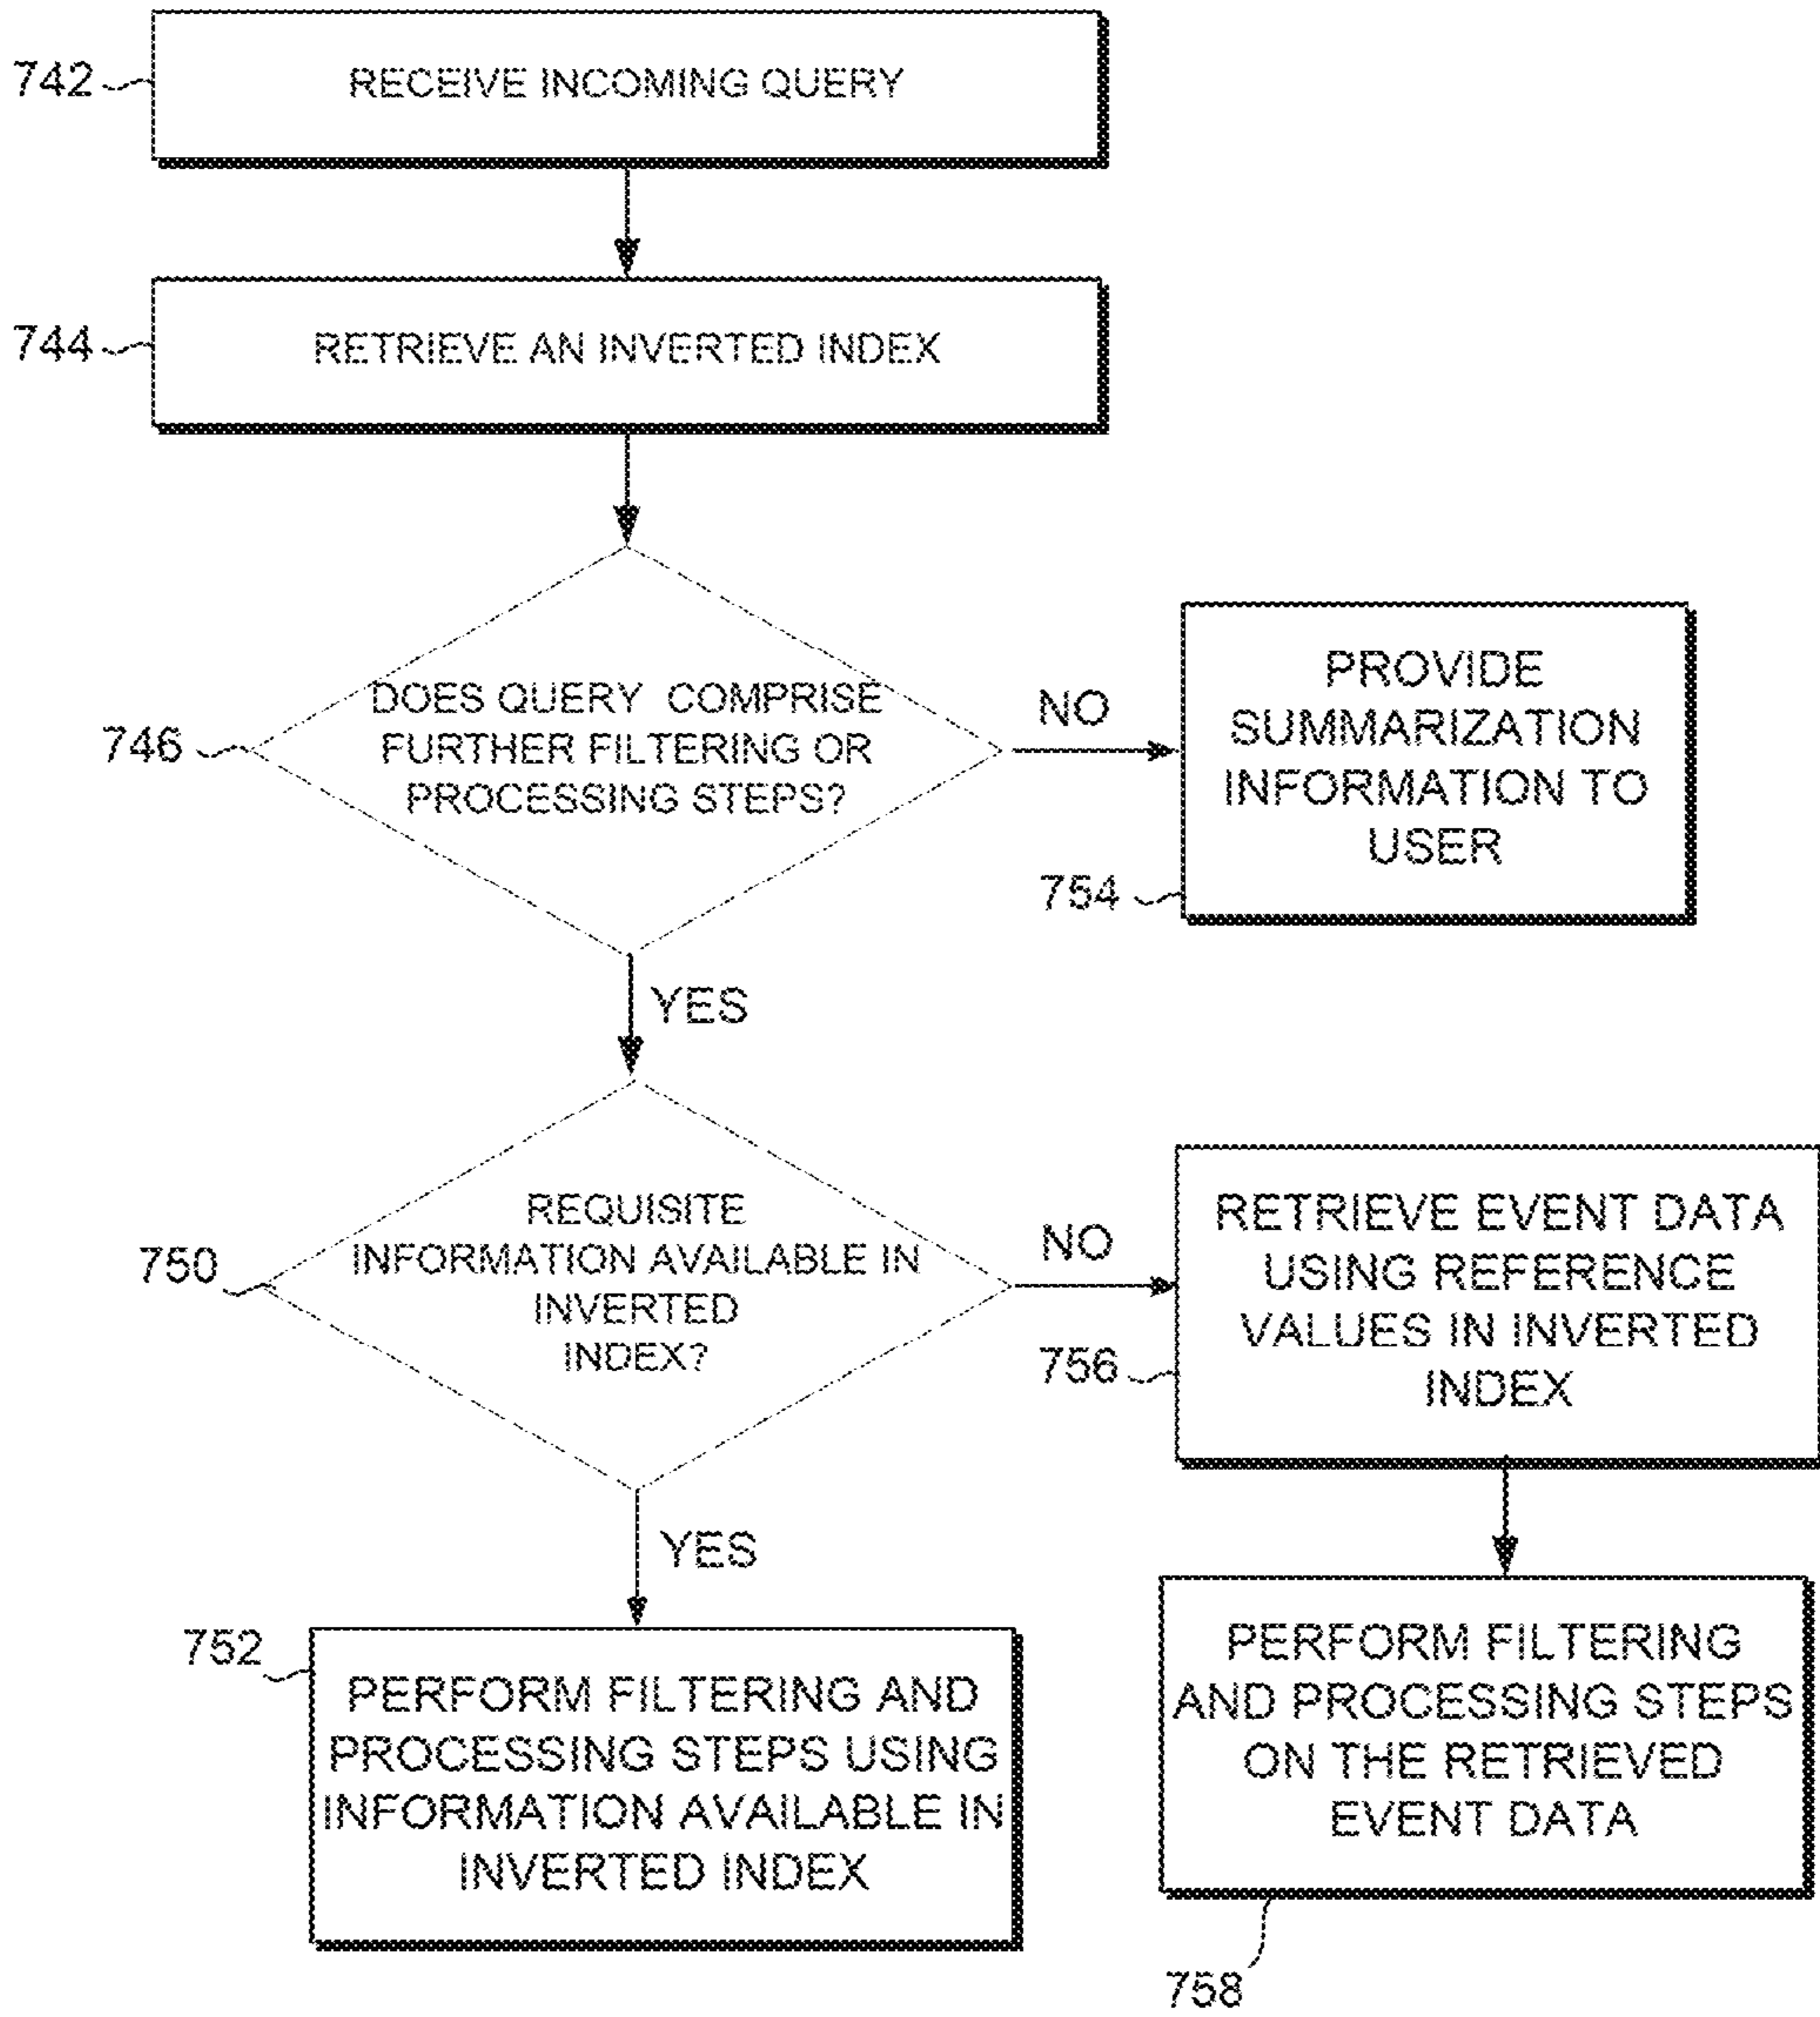 742
RECEIVE INCOMING QUERY
744
RETRIEVE AN INVERTED INDEX
746
DOES QUERY COMPRISE
FURTHER FILTERING OR
PROCESSING STEPS?
NO
PROVIDE
SUMMARIZATION
INFORMATION TO
USER
754
YES
750
REQUISITE
INFORMATION AVAILABLE IN
INVERTED
INDEX?
NO
RETRIEVE EVENT DATA
USING REFERENCE
VALUES IN INVERTED
INDEX
756
YES
752
PERFORM FILTERING AND
PROCESSING STEPS USING
INFORMATION AVAILABLE IN
INVERTED INDEX
PERFORM FILTERING
AND PROCESSING STEPS
ON THE RETRIEVED
EVENT DATA
758